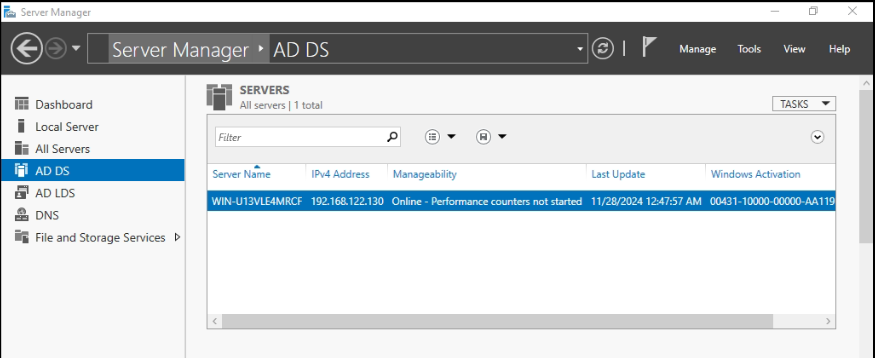 Server Manager
Server Manager ‣ AD DS
Manage Tools View Help
Dashboard
Local Server
All Servers
AD DS
AD LDS
DNS
File and Storage Services
SERVERS
All servers | 1 total
TASKS
Filter
Server Name IPv4 Address Manageability Last Update Windows Activation
WIN-U13VLE4MRCF 192.168.122.130 Online - Performance counters not started 11/28/2024 12:47:57 AM 00431-10000-00000-AA119